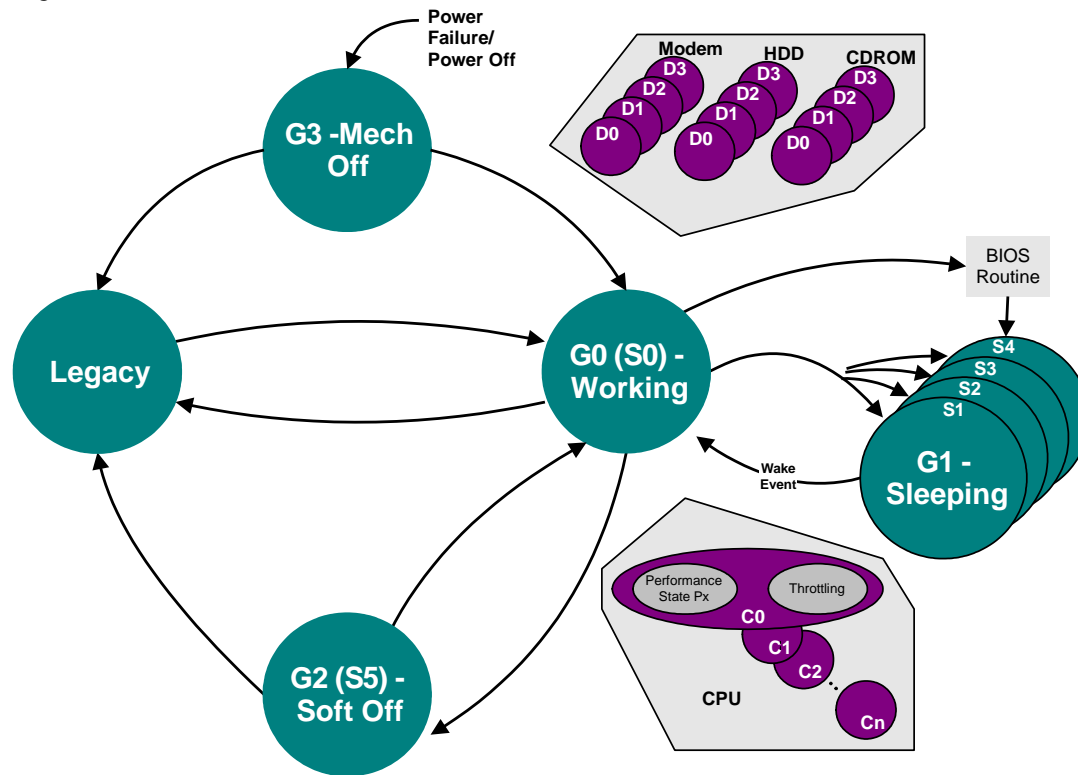 Power
Failure/
Power Off
G3 -Mech
Off
Modem
HDD
CDROM
D3
D2
D1
D0
D3
D2
D1
D0
D3
D2
D1
D0
BIOS
Routine
Legacy
G0 (S0) -
Working
S4
S3
S2
S1
G1 -
Sleeping
Wake
Event
Performance
State Px
Throttling
C0
C1
C2
Cn
CPU
G2 (S5) -
Soft Off